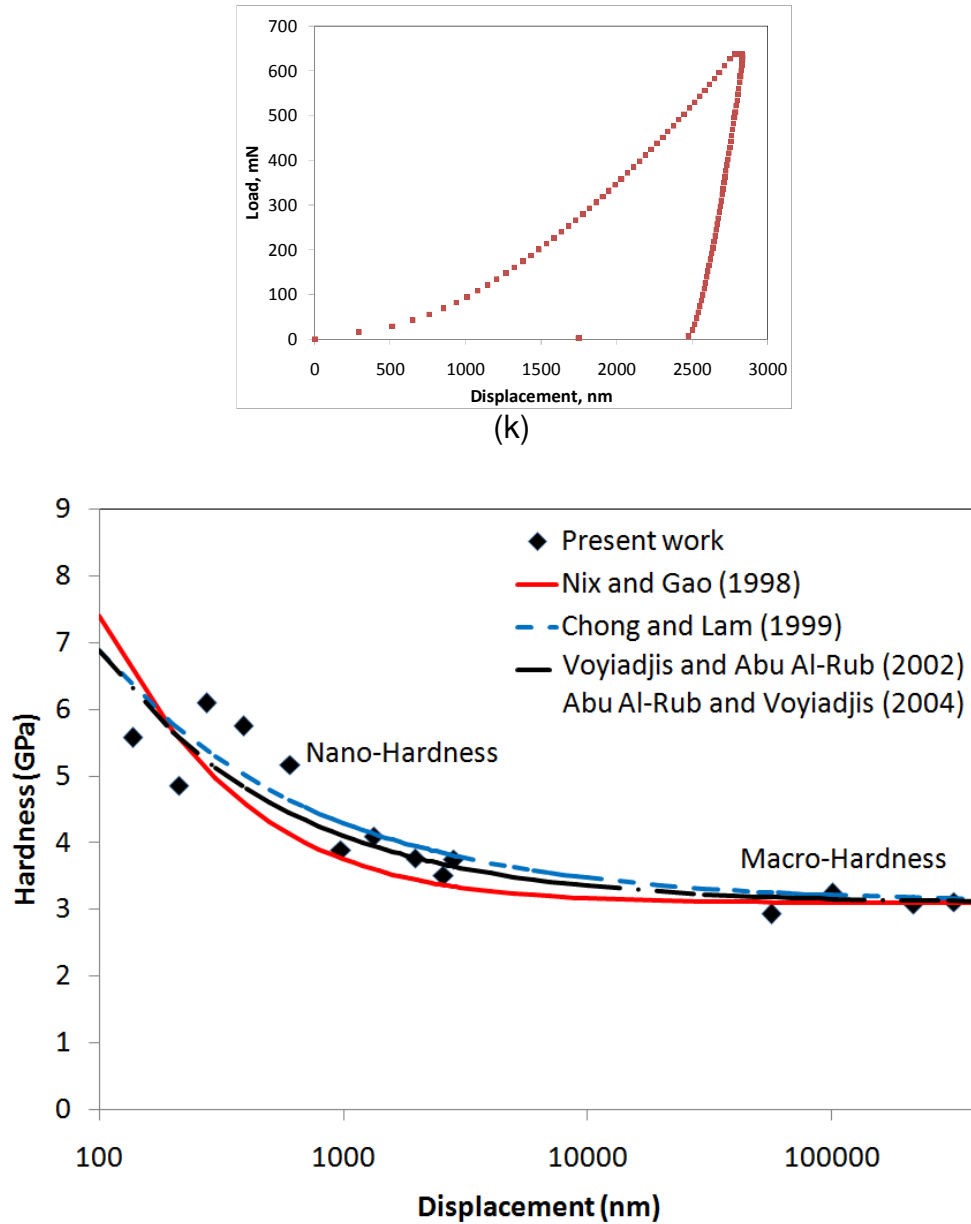 700
600
500
400
300
200
100
0
Load, mN
0 500 1000 1500 2000 2500 3000
Displacement, nm
(k)
9
8
7
6
5
4
3
2
1
0
Hardness (GPa)
Present work
Nix and Gao (1998)
Chong and Lam (1999)
Voyiadjis and Abu Al-Rub (2002)
Abu Al-Rub and Voyiadjis (2004)
Nano-Hardness
Macro-Hardness
100 1000 10000 100000
Displacement (nm)